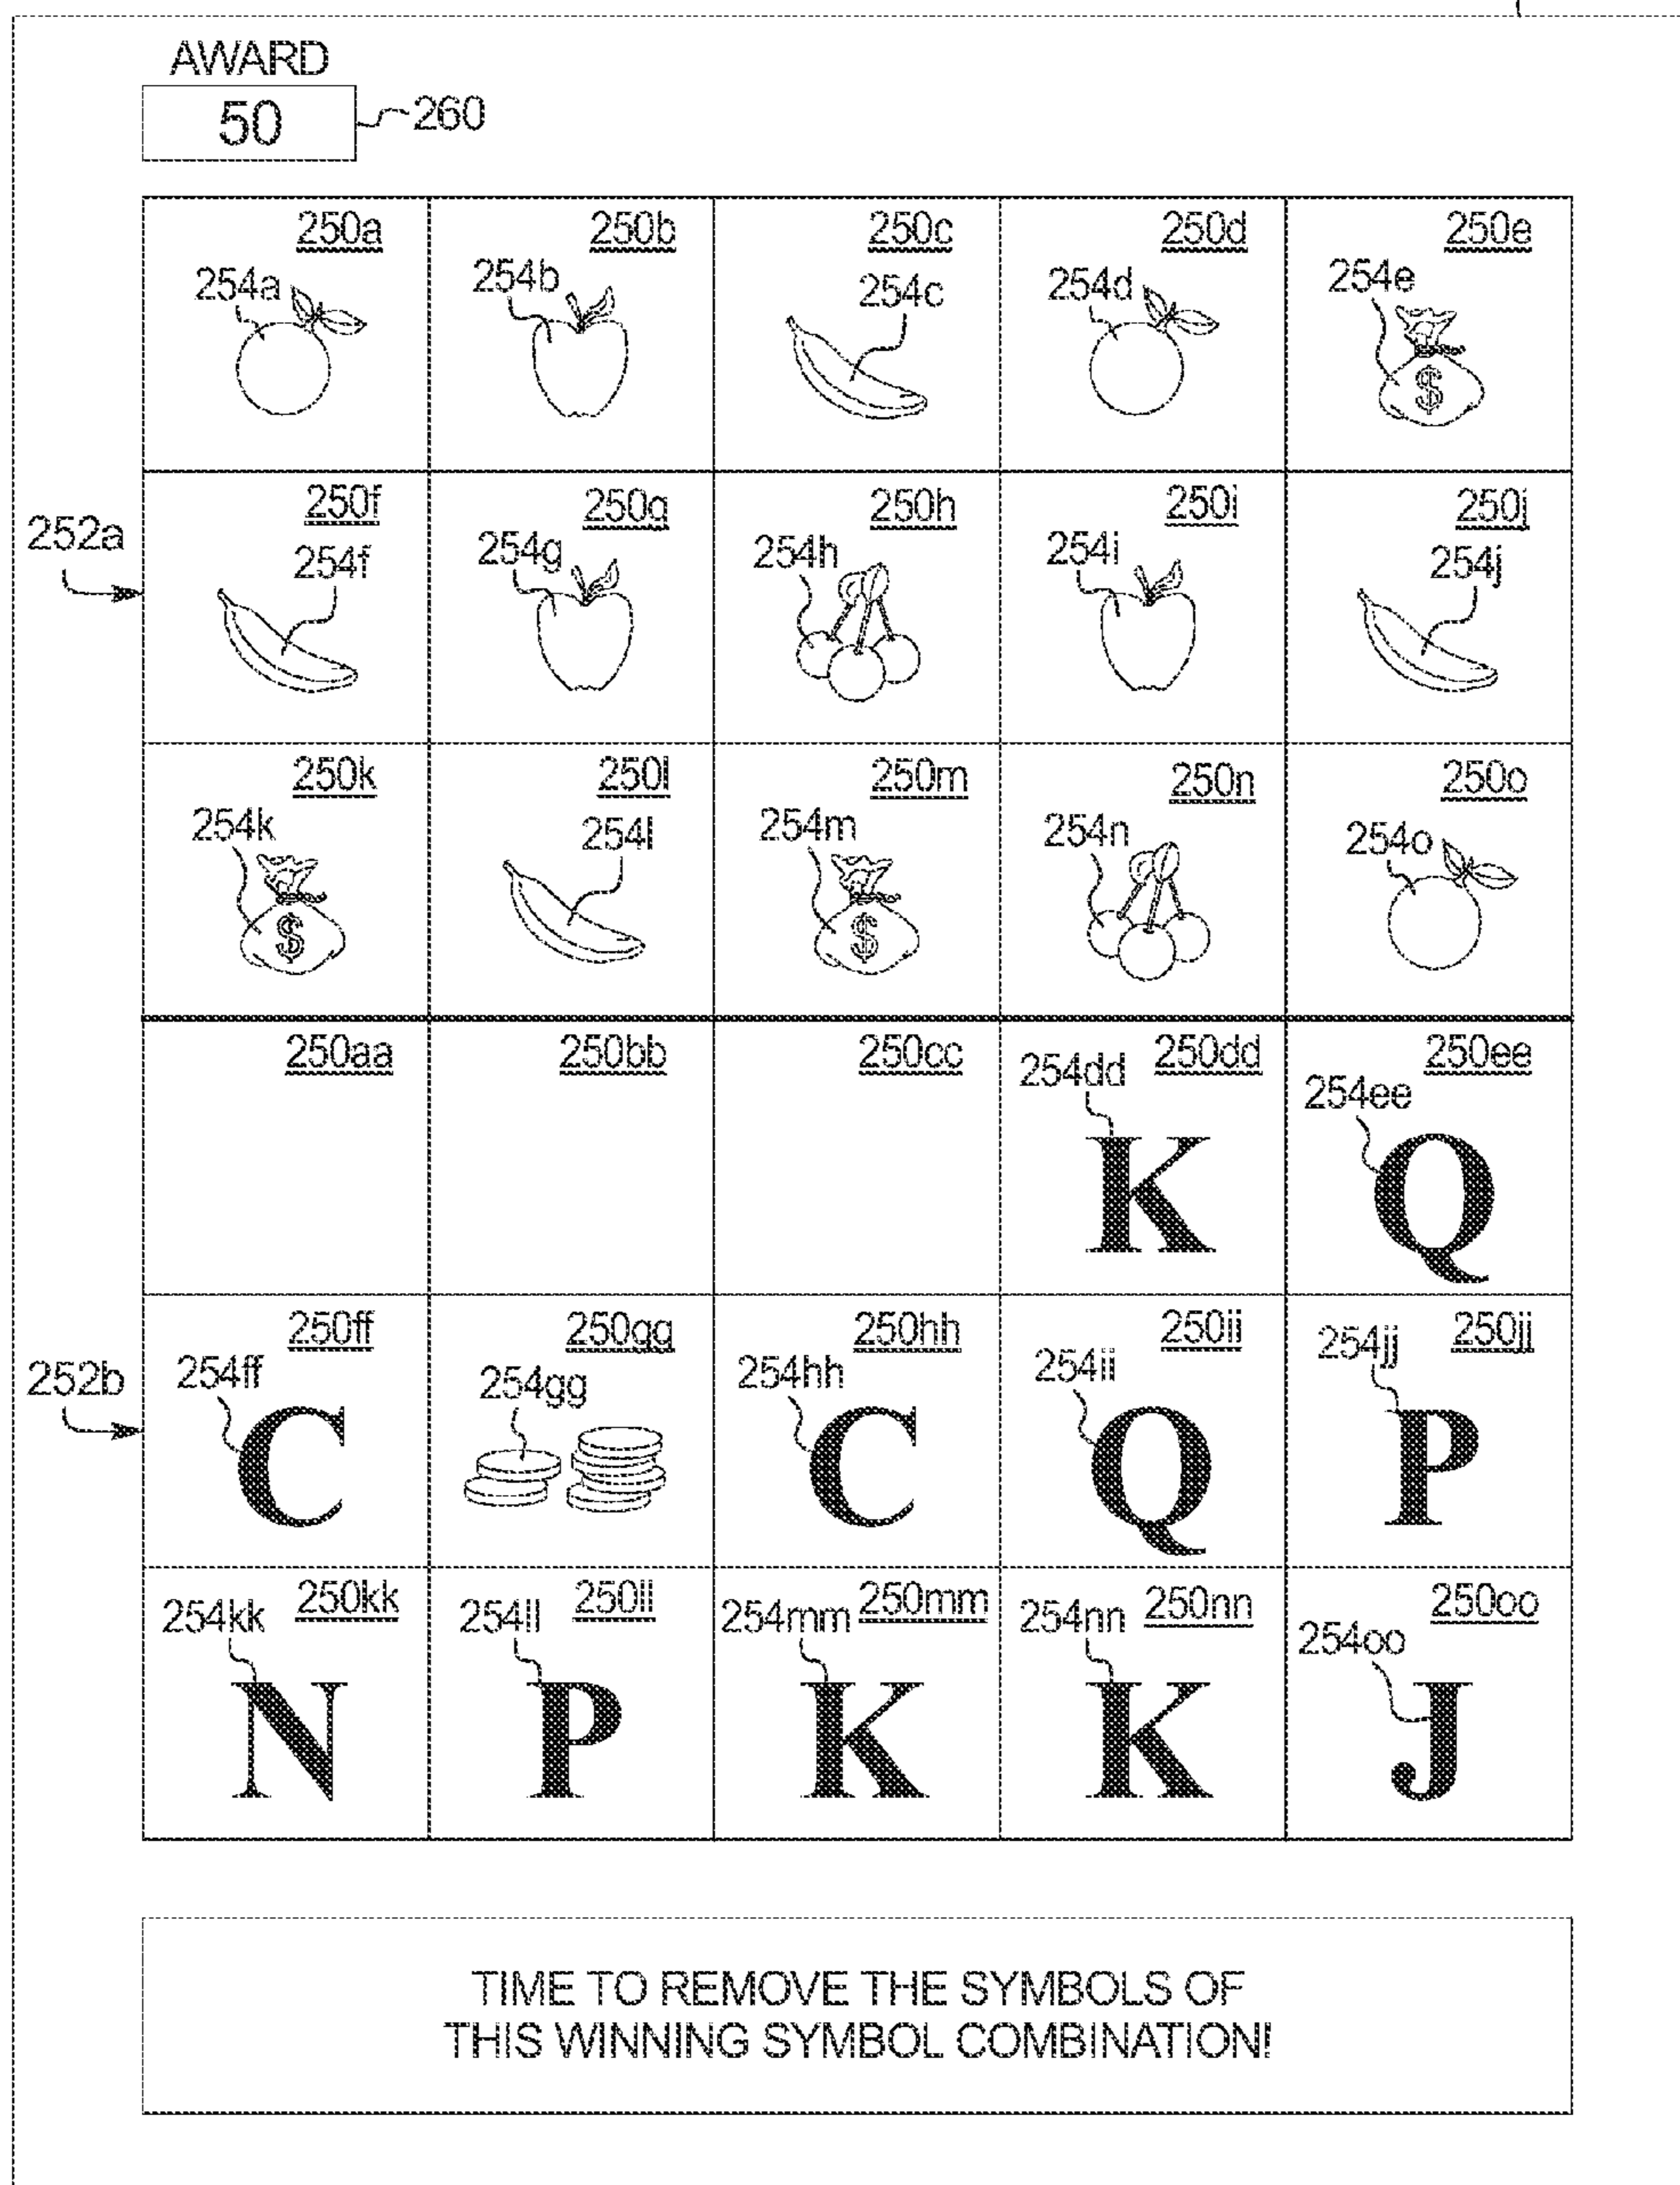 AWARD
50 260
250a 250b 250c 250d 250e
254a 254b 254c 254d 254e
$
252a
250f 250g 250h 250i 250j
254f 254g 254h 254i 254j
250k 250l 250m 250n 250o
254k 254l 254m 254n 254o
$ $
250aa 250bb 250cc 254dd 250dd 250ee
254ee
K Q
252b
250ff 250gg 250hh 250ii 250jj
254ff 254gg 254hh 254ii 254jj
C C Q P
254kk 250kk 254ll 250ll 254mm 250mm 254nn 250nn 250oo
254oo
N P K K J
TIME TO REMOVE THE SYMBOLS OF
THIS WINNING SYMBOL COMBINATION!